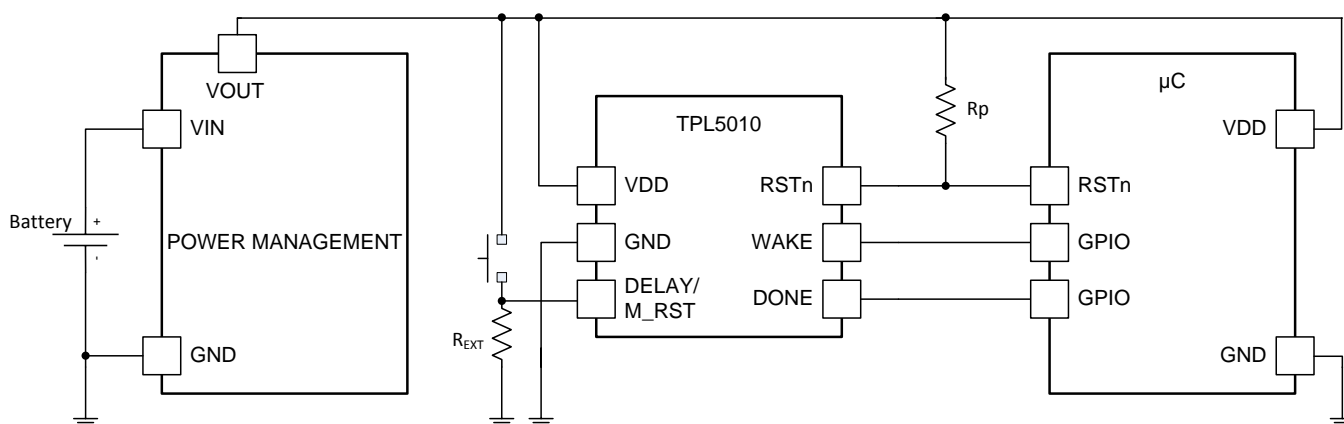 VOUT
VIN
Battery
+
-
POWER MANAGEMENT
GND
TPL5010
VDD
GND
DELAY/
M_RST
RSTn
WAKE
DONE
REXT
Rp
µC
VDD
RSTn
GPIO
GPIO
GND